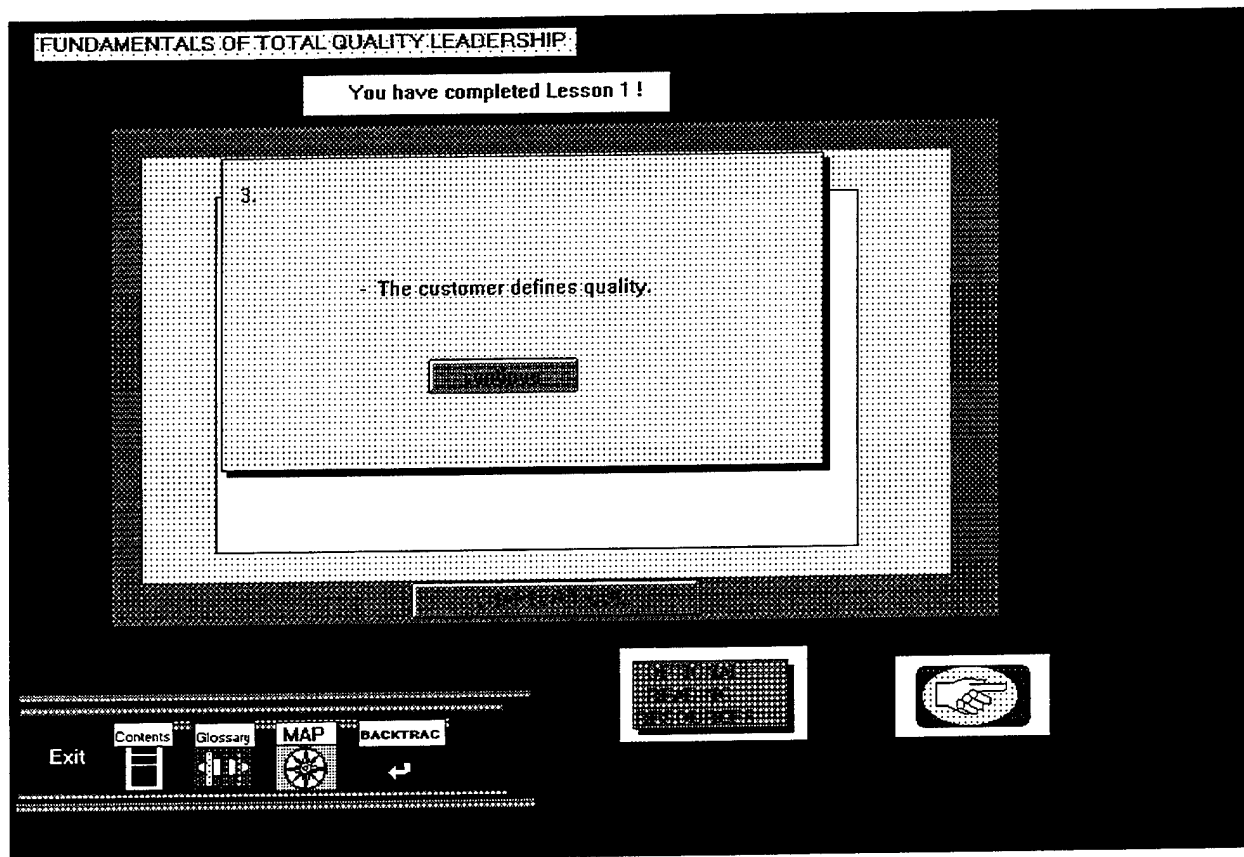 FUNDAMENTALS OF TOTAL QUALITY LEADERSHIP
You have completed Lesson 1 !
3.
- The customer defines quality.
Exit
Contents
Glossary
MAP
BACKTRAC